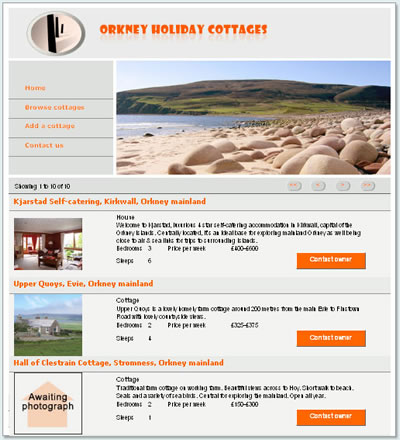 ORKNEY HOLIDAY COTTAGES
Home
Browse cottages
Add a cottage
Contact us
Showing 1 to 10 of 10
<< < > >>
Kjarstad Self-catering, Kirkwall, Orkney mainland
House
Welcome to Kjarstad, luxurious 4 star self-catering accommodation in Kirkwall, capital of the
Orkney Islands. Centrally located, it's an ideal base for exploring mainland Orkney as well being
close to air & sea links for trips to surrounding islands.
Bedrooms 3 Price per week £400-£600
Sleeps 6 Contact owner
Upper Quoys, Evie, Orkney mainland
Cottage
Upper Quoys is a lovely homely farm cottage around 200 metres from the main Evie to Finstown
Road with lovely countryside views.
Bedrooms 2 Price per week £325-£375
Sleeps 4 Contact owner
Hall of Clestrain Cottage, Stromness, Orkney mainland
Awaiting
photograph
Cottage
Traditional farm cottage on working farm. Beautiful views across to Hoy. Short walk to beach.
Seals and a variety of sea birds. Central for exploring the mainland. Open all year.
Bedrooms 2 Price per week £150-£300
Sleeps 1 Contact owner